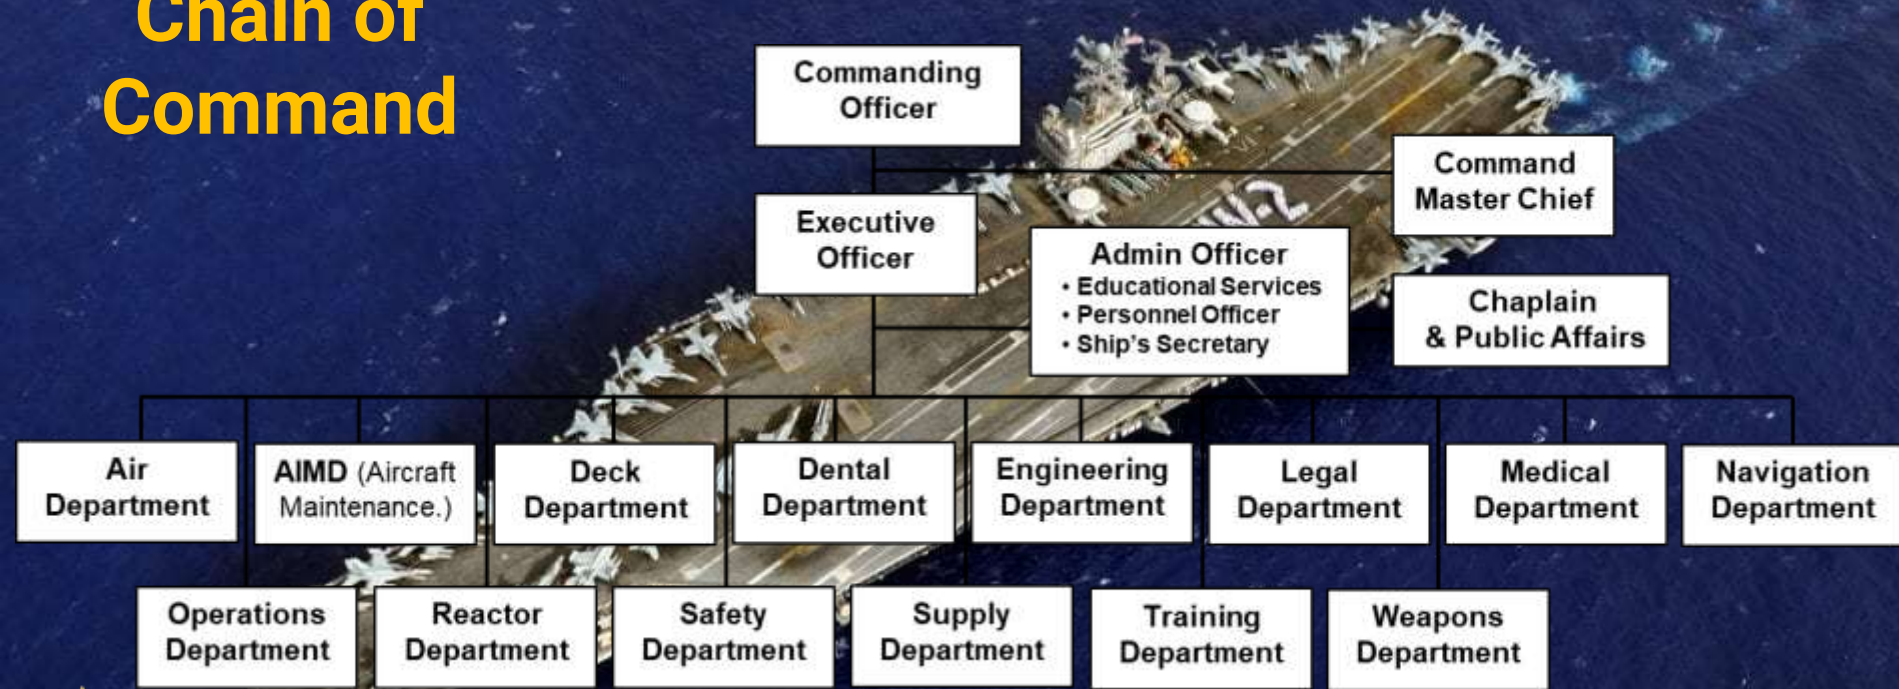 Chain of
Command
Commanding
Officer
Command
Master Chief
Executive
Officer
Admin Officer
• Educational Services
• Personnel Officer
• Ship's Secretary
Chaplain
& Public Affairs
Air
Department
AIMD (Aircraft
Maintenance.)
Deck
Department
Dental
Department
Engineering
Department
Legal
Department
Medical
Department
Navigation
Department
Operations
Department
Reactor
Department
Safety
Department
Supply
Department
Training
Department
Weapons
Department